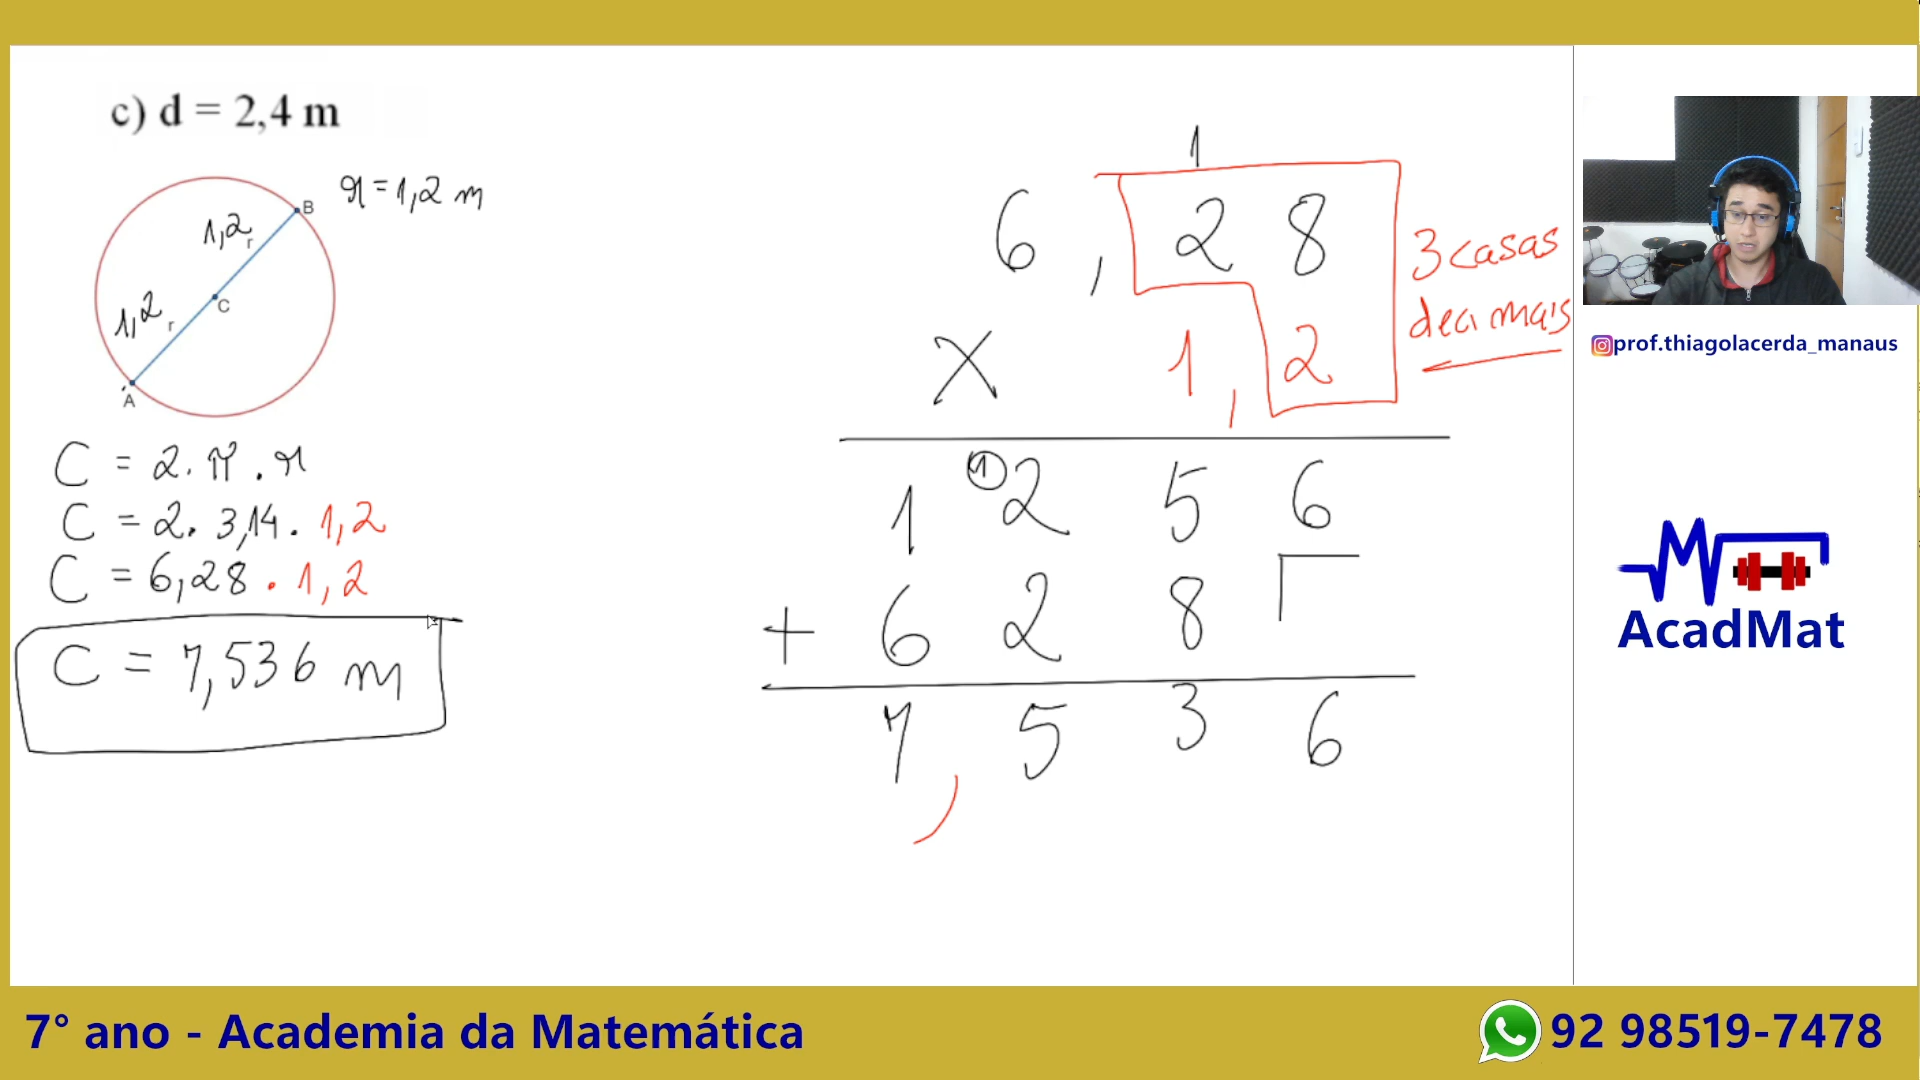 c) d = 2,4 m
r = 1,2 m
B
1,2
r
C
1,2
r
A
C = 2. π . r
C = 2. 3,14 . 1,2
C = 6,28 . 1,2
C = 7,536 m
1
6,28
x 1,2
3 casas
decimais
1
1 2 5 6
+ 6 2 8
7,5 3 6
prof.thiagolacerda_manaus
AcadMat
7° ano - Academia da Matemática
92 98519-7478